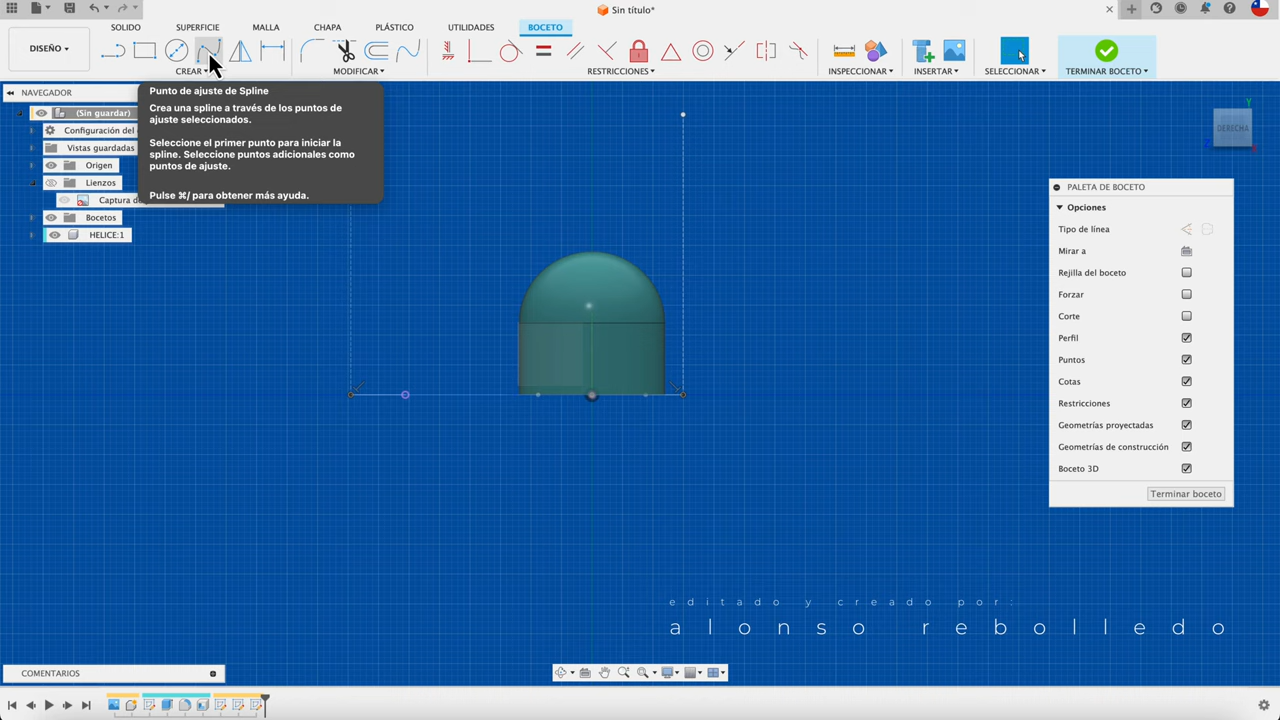 Sin título*
SOLIDO SUPERFICIE MALLA CHAPA PLÁSTICO UTILIDADES BOCETO
DISEÑO
CREAR MODIFICAR RESTRICCIONES INSPECCIONAR INSERTAR SELECCIONAR TERMINAR BOCETO
NAVEGADOR
(Sin guardar)
Configuración del
Vistas guardadas
Origen
Lienzos
Captura de
Bocetos
HELICE:1
Punto de ajuste de Spline
Crea una spline a través de los puntos de
ajuste seleccionados.
Seleccione el primer punto para iniciar la
spline. Seleccione puntos adicionales como
puntos de ajuste.
Pulse ⌘/ para obtener más ayuda.
Y
DERECHA
PALETA DE BOCETO
Opciones
Tipo de línea
Mirar a
Rejilla del boceto
Forzar
Corte
Perfil
Puntos
Cotas
Restricciones
Geometrías proyectadas
Geometrías de construcción
Boceto 3D
Terminar boceto
editado y creado por:
alonso rebolledo
COMENTARIOS